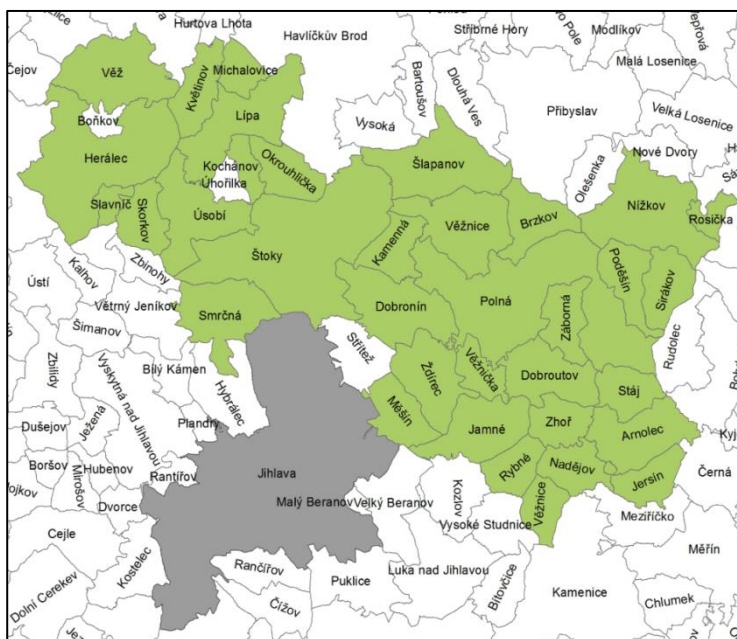 Hurtova Lhota
Havlíčkův Brod
Stříbrné Hory
Modlíkov
Čejov
Věž
Květinov
Michalovice
Bartoušov
Dlouhá Ves
Malá Losenice
Boňkov
Lípa
Vysoká
Přibyslav
Velká Losenice
Herálec
Kochánov
Okrouhlička
Šlapanov
Olešenka
Nové Dvory
Úhořilka
Slavníč
Skorkov
Úsobí
Kamenná
Věžnice
Brzkov
Nížkov
Rosička
Štoky
Poděšín
Sirákov
Ústí
Kalhov
Zbinohy
Větrný Jeníkov
Smrčná
Dobronín
Polná
Záborná
Šimanov
Střítež
Rudolec
Zbilidy
Bílý Kámen
Hybrálec
Ždírec
Věžnička
Dobroutov
Stáj
Vyskytná nad Jihlavou
Ježená
Plandry
Měšín
Dušejov
Jamné
Zhoř
Arnolec
Boršov
Hubenov
Rantířov
Jihlava
Rybné
Nadějov
Jersín
Černá
Mirošov
Dvorce
Malý Beranov
Velký Beranov
Kozlov
Vysoké Studnice
Věžnice
Meziříčko
Cejle
Kostelec
Měřín
Rančířov
Puklice
Luka nad Jihlavou
Bítovčice
Kamenice
Dolní Cerekev
Čížov
Chlumek